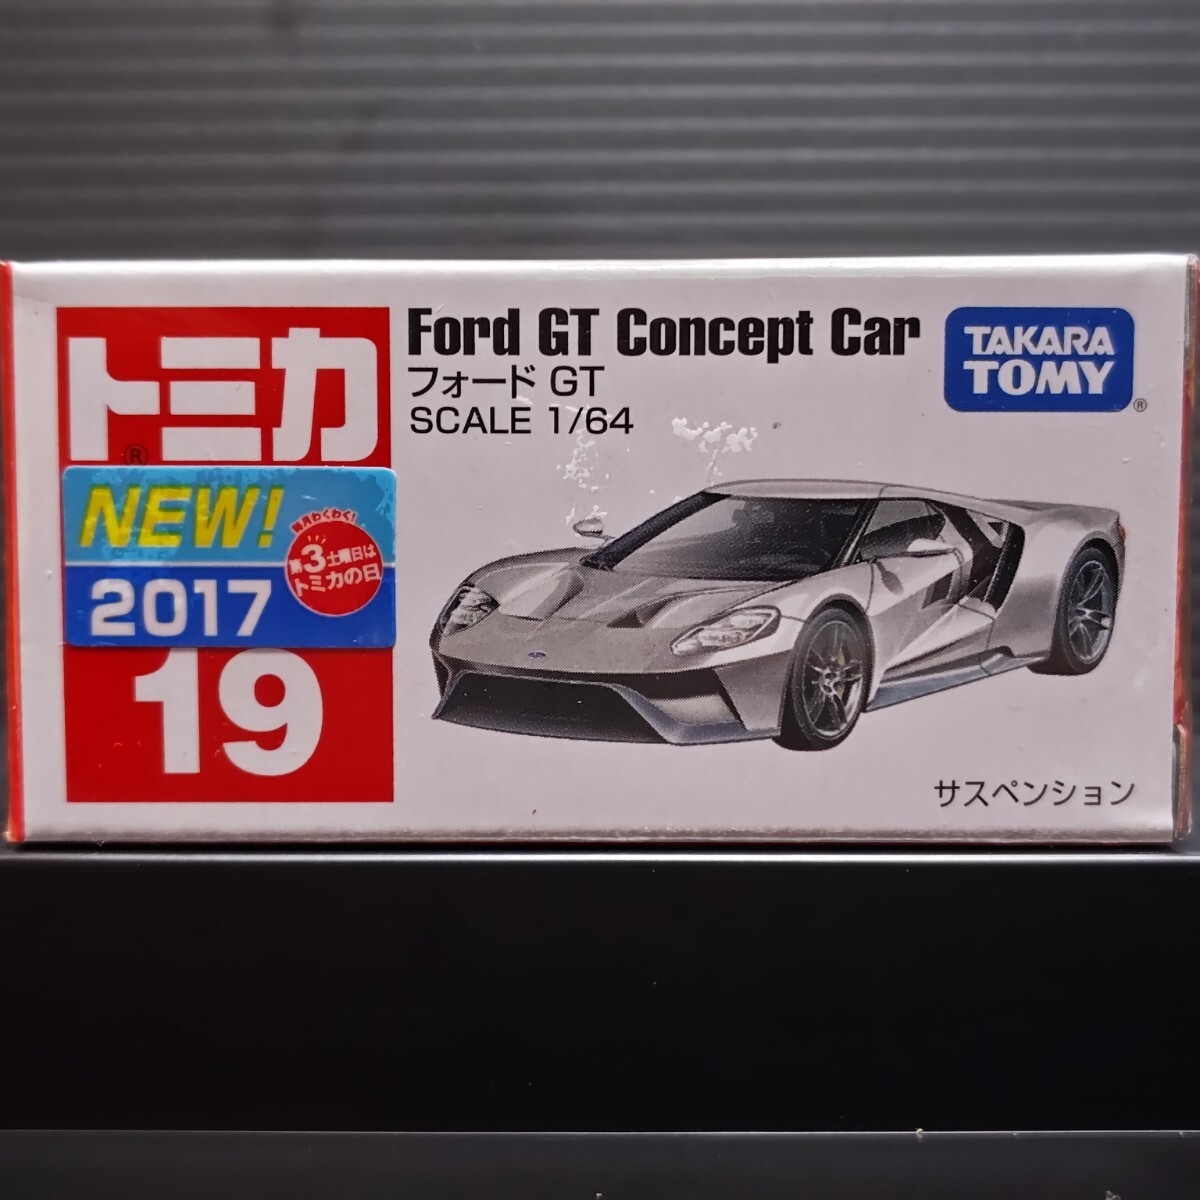 トミカ
®
NEW!
2017
毎月わくわく!
第3土曜日は
トミカの日
19
Ford GT Concept Car
フォード GT
SCALE 1/64
TAKARA
TOMY
®
サスペンション